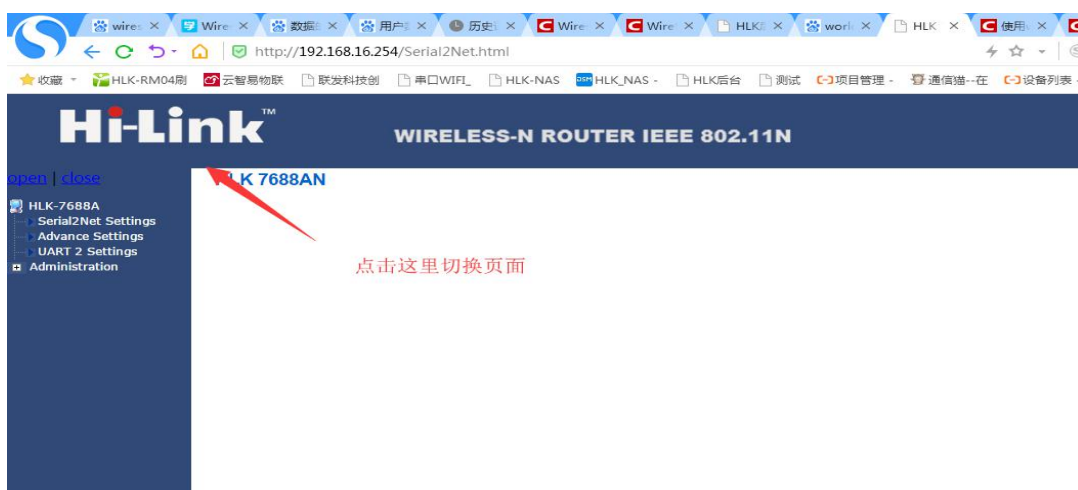 wire
Wire
数据
用户
历史
Wire
Wire
HLK
work
HLK
使用
http://192.168.16.254/Serial2Net.html
收藏 HLK-RM04刷 云智易物联 联发科技创 串口WIFI_ HLK-NAS HLK_NAS - HLK后台 测试 项目管理 - 通信猫--在 设备列表
Hi-Link™
WIRELESS-N ROUTER IEEE 802.11N
open | close
HLK 7688AN
HLK-7688A
Serial2Net Settings
Advance Settings
UART 2 Settings
Administration
点击这里切换页面